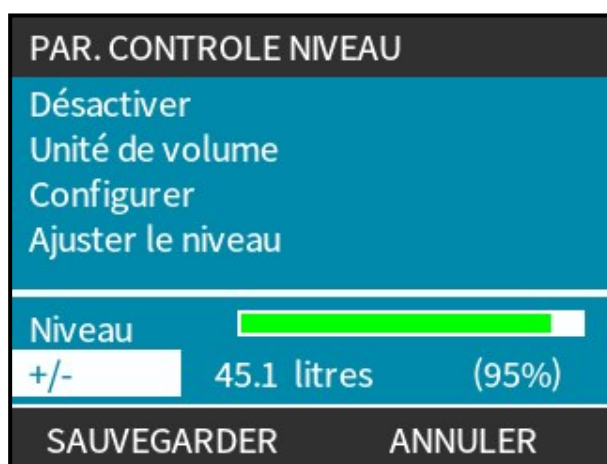 PAR. CONTROLE NIVEAU
Désactiver
Unité de volume
Configurer
Ajuster le niveau
Niveau
+/- 45.1 litres (95%)
SAUVEGARDER ANNULER